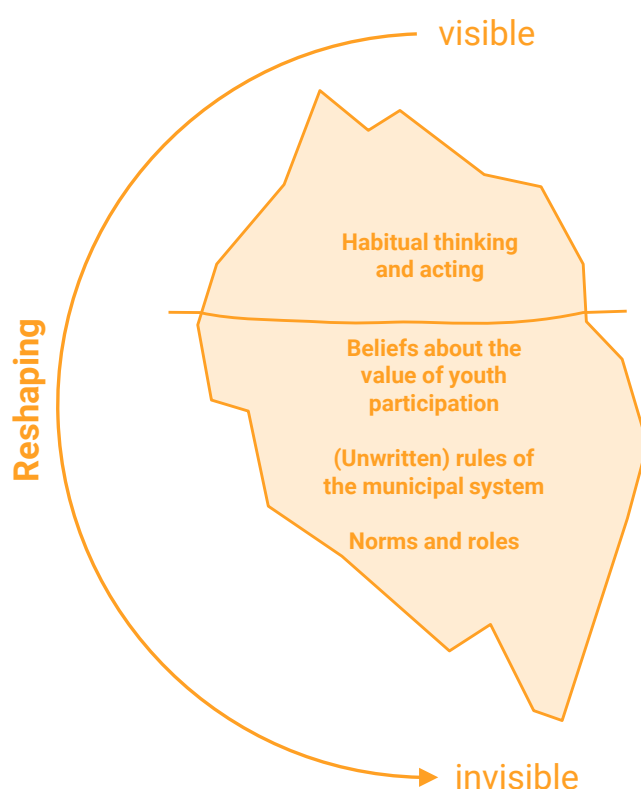 visible
Habitual thinking
and acting
Reshaping
Beliefs about the
value of youth
participation
(Unwritten) rules of
the municipal system
Norms and roles
invisible